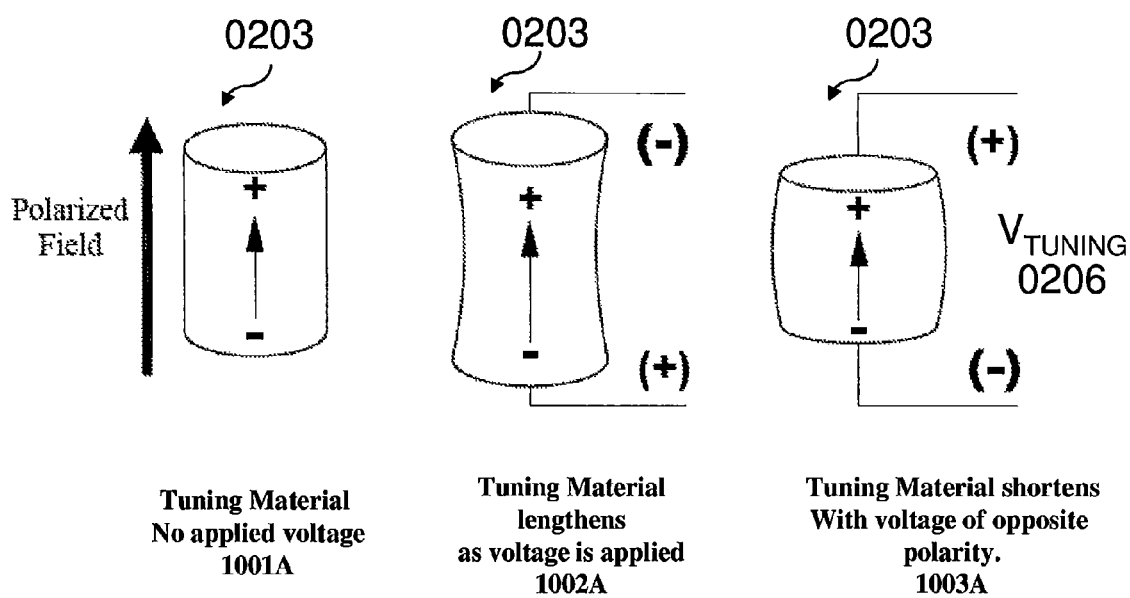 0203
0203
0203
Polarized
Field
+
-
(-)
+
-
(+)
(+)
+
-
(-)
VTUNING
0206
Tuning Material
No applied voltage
1001A
Tuning Material
lengthens
as voltage is applied
1002A
Tuning Material shortens
With voltage of opposite
polarity.
1003A